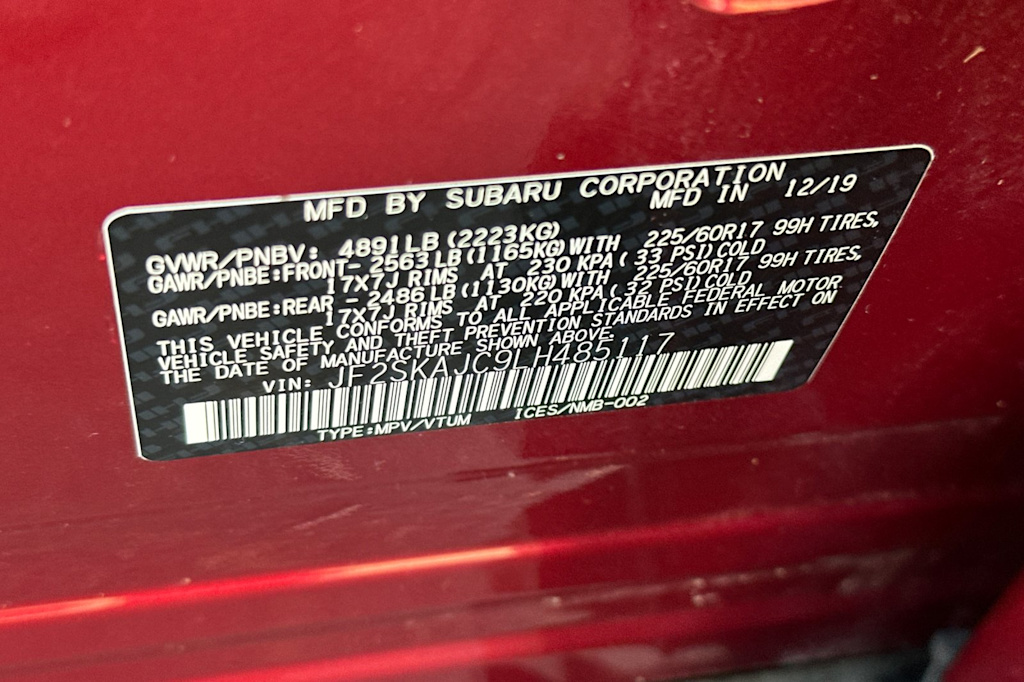 MFD BY SUBARU CORPORATION
MFD IN 12/19
GVWR/PNBV: 4891LB(2223KG)
GAWR/PNBE:FRONT-2563LB(1165KG)WITH 225/60R17 99H TIRES,
17x7J RIMS AT 230 KPA(33 PSI)COLD
GAWR/PNBE:REAR -2486LB(1130KG)WITH 225/60R17 99H TIRES,
17x7J RIMS AT 220 KPA(32 PSI)COLD
THIS VEHICLE CONFORMS TO ALL APPLICABLE FEDERAL MOTOR
VEHICLE SAFETY AND THEFT PREVENTION STANDARDS IN EFFECT ON
THE DATE OF MANUFACTURE SHOWN ABOVE.
VIN: JF2SKAJC9LH485117
TYPE:MPV/VTUM ICES/NMB-002